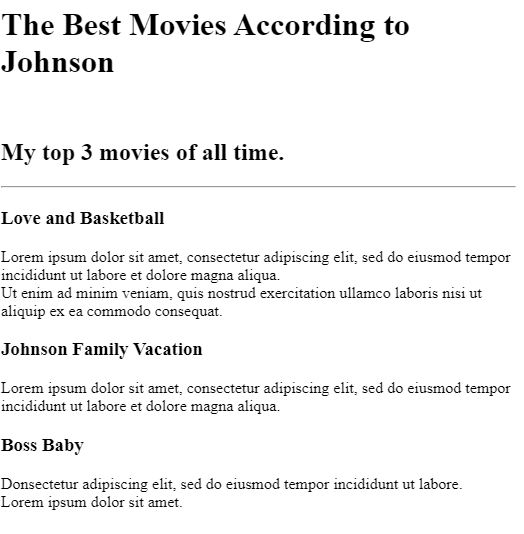 The Best Movies According to
Johnson
My top 3 movies of all time.
Love and Basketball
Lorem ipsum dolor sit amet, consectetur adipiscing elit, sed do eiusmod tempor
incididunt ut labore et dolore magna aliqua.
Ut enim ad minim veniam, quis nostrud exercitation ullamco laboris nisi ut
aliquip ex ea commodo consequat.
Johnson Family Vacation
Lorem ipsum dolor sit amet, consectetur adipiscing elit, sed do eiusmod tempor
incididunt ut labore et dolore magna aliqua.
Boss Baby
Donsectetur adipiscing elit, sed do eiusmod tempor incididunt ut labore.
Lorem ipsum dolor sit amet.